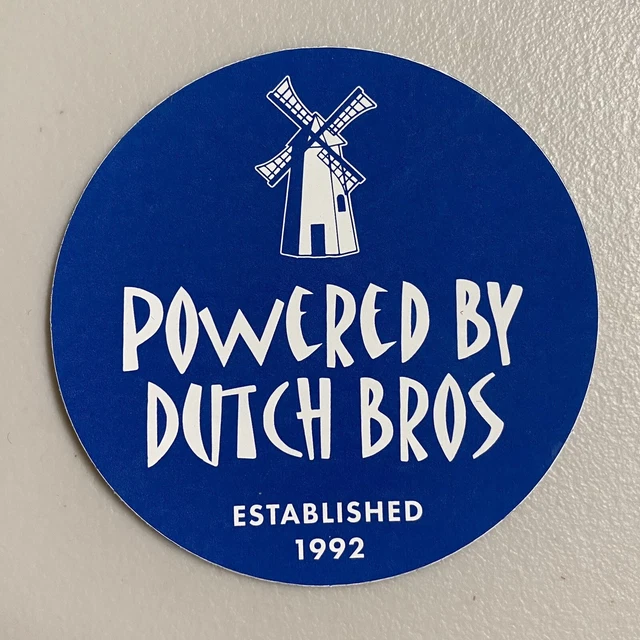 POWERED BY
DUTCH BROS
ESTABLISHED
1992